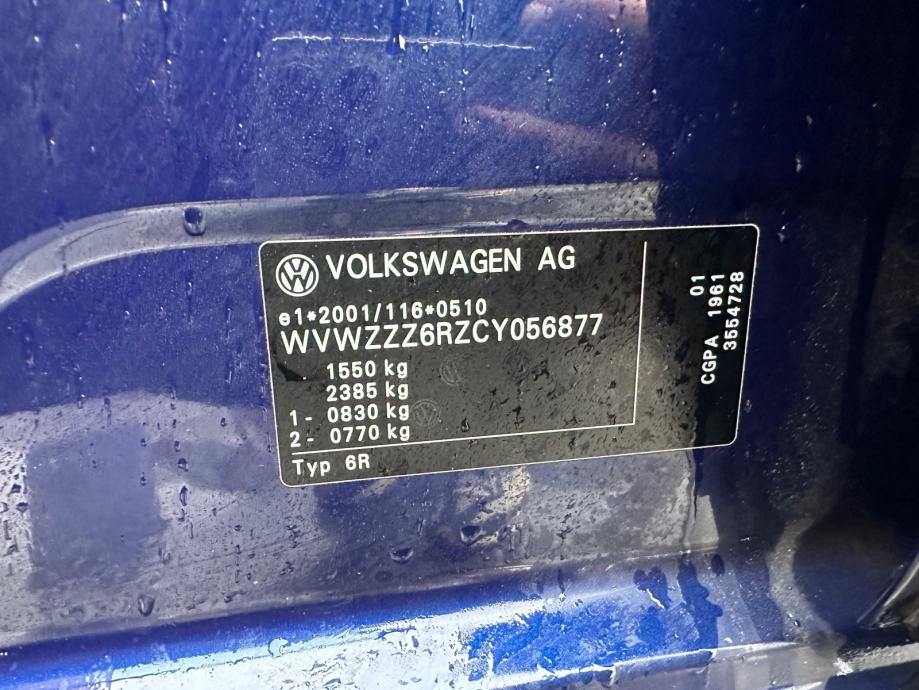 VOLKSWAGEN AG
e1*2001/116*0510
WVWZZZ6RZCY056877
1550 kg
2385 kg
1- 0830 kg
2- 0770 kg
Typ 6R
01
CGPA 1961
3554728